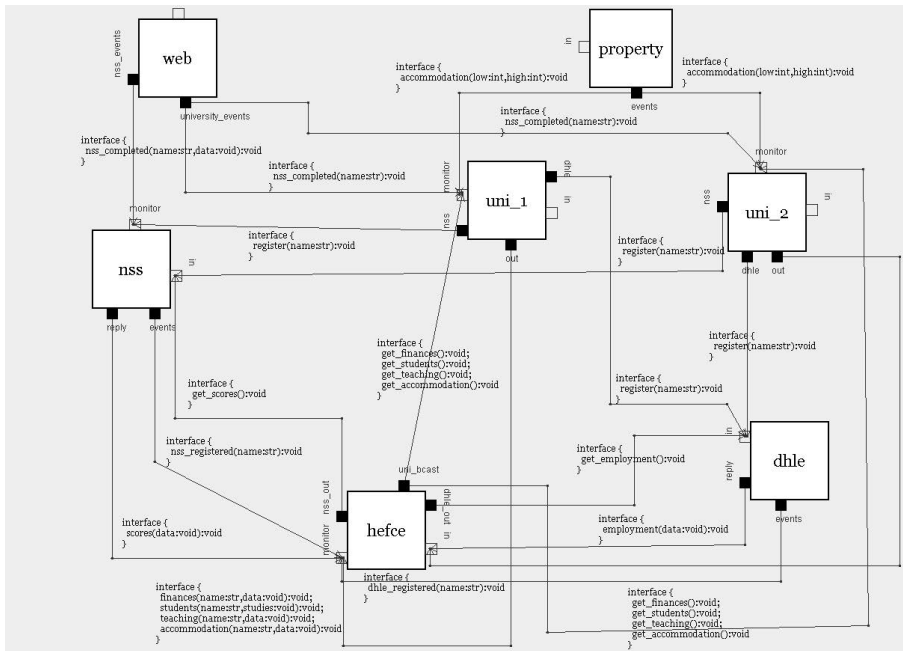 web
nss_events
university_events
in
property
events
interface {
accommodation(low:int,high:int):void
}
interface {
accommodation(low:int,high:int):void
}
interface {
nss_completed(name:str):void
}
interface {
nss_completed(name:str,data:void):void
}
interface {
nss_completed(name:str):void
}
monitor
uni_1
dhle
in
nss
out
monitor
uni_2
nss
in
dhle
out
monitor
nss
in
reply
events
interface {
register(name:str):void
}
interface {
register(name:str):void
}
interface {
register(name:str):void
}
interface {
get_finances():void;
get_students():void;
get_teaching():void;
get_accommodation():void
}
interface {
get_scores():void
}
interface {
register(name:str):void
}
interface {
nss_registered(name:str):void
}
interface {
get_employment():void
}
in
dhle
reply
events
uni_bcast
nss_out
dhle_out
in
monitor
hefce
interface {
scores(data:void):void
}
interface {
employment(data:void):void
}
interface {
dhle_registered(name:str):void
}
interface {
finances(name:str,data:void):void;
students(name:str,studies:void):void;
teaching(name:str,data:void):void;
accommodation(name:str,data:void):void
}
interface {
get_finances():void;
get_students():void;
get_teaching():void;
get_accommodation():void
}